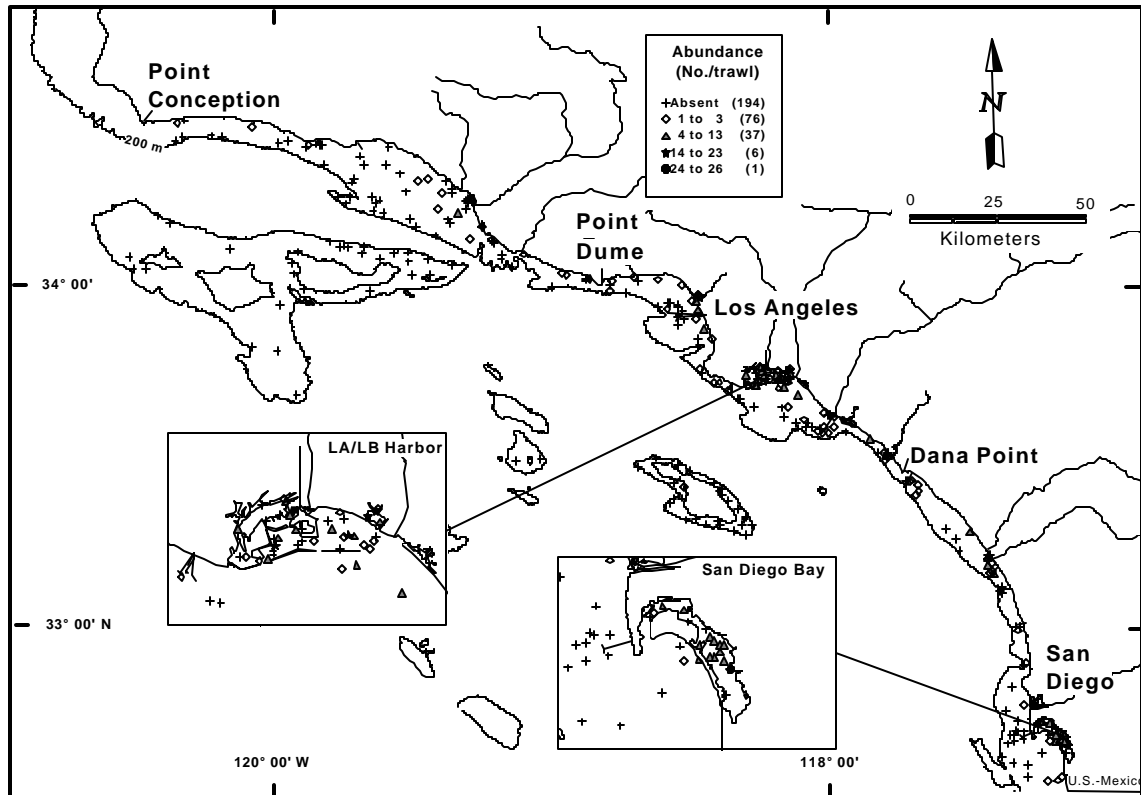 Point
Conception
200 m
Abundance
(No./trawl)
Absent (194)
1 to 3 (76)
4 to 13 (37)
14 to 23 (6)
24 to 26 (1)
N
0 25 50
Kilometers
Point
Dume
34° 00'
Los Angeles
LA/LB Harbor
Dana Point
San Diego Bay
33° 00' N
San
Diego
120° 00' W
118° 00'
U.S.-Mexico